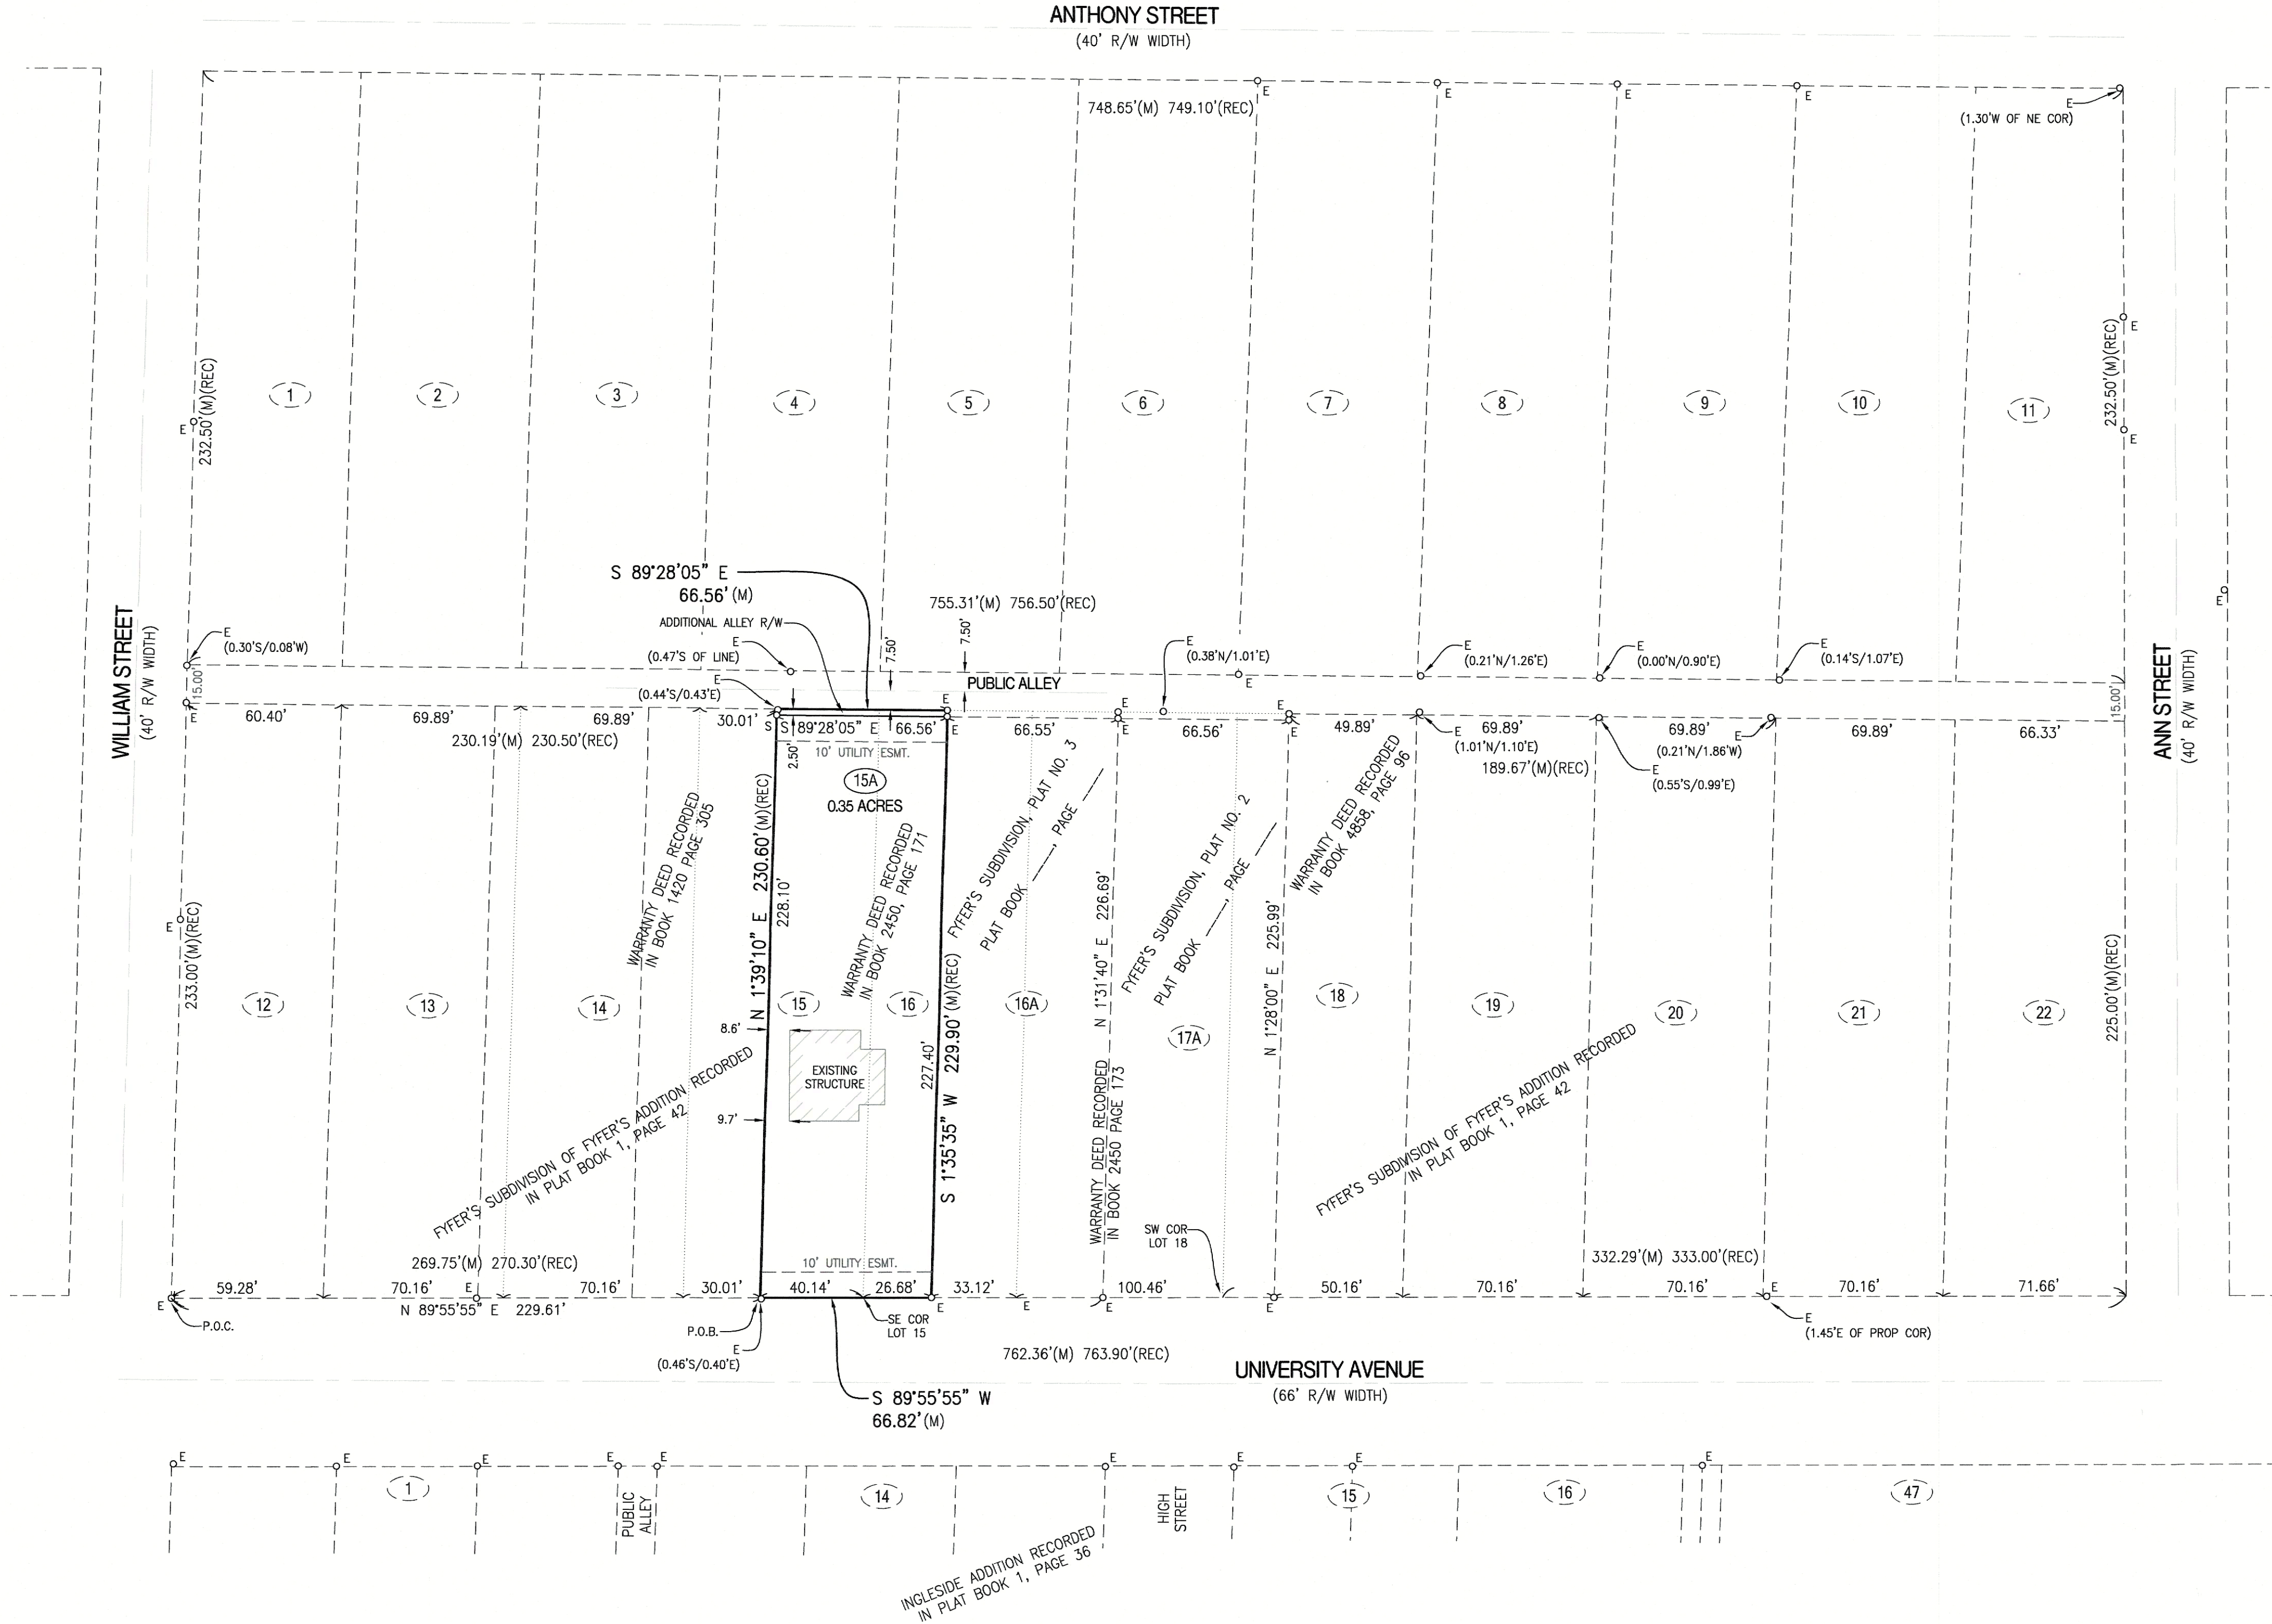 ANTHONY STREET
(40' R/W WIDTH)
748.65'(M) 749.10'(REC)
E
E
E
E
E
(1.30'W OF NE COR)
232.50'(M)(REC)
E
1
2
3
4
5
6
7
8
9
10
11
232.50'(M)(REC)
E
E
E
WILLIAM STREET
(40' R/W WIDTH)
ANN STREET
(40' R/W WIDTH)
S 89°28'05" E
66.56'(M)
ADDITIONAL ALLEY R/W
755.31'(M) 756.50'(REC)
E
(0.30'S/0.08'W)
E
(0.47'S OF LINE)
7.50'
7.50'
E
(0.38'N/1.01'E)
E
(0.21'N/1.26'E)
E
(0.00'N/0.90'E)
E
(0.14'S/1.07'E)
E
(0.44'S/0.43'E)
PUBLIC ALLEY
E
15.00'
15.00'
E
60.40'
69.89'
69.89'
30.01'
S
S 89°28'05" E 66.56'
E
E
66.55'
E
E
66.56'
E
E
49.89'
69.89'
69.89'
69.89'
66.33'
E
(1.01'N/1.10'E)
E
(0.21'N/1.86'W)
E
(0.55'S/0.99'E)
230.19'(M) 230.50'(REC)
189.67'(M)(REC)
2.50'
10' UTILITY ESMT.
15A
0.35 ACRES
WARRANTY DEED RECORDED
IN BOOK 1420 PAGE 305
N 1°39'10" E 230.60'(M)(REC)
228.10'
WARRANTY DEED RECORDED
IN BOOK 2450, PAGE 171
S 1°35'35" W 229.90'(M)(REC)
227.40'
FYFER'S SUBDIVISION, PLAT NO. 3
PLAT BOOK ____, PAGE ____
N 1°31'40" E 226.69'
WARRANTY DEED RECORDED
IN BOOK 2450 PAGE 173
FYFER'S SUBDIVISION, PLAT NO. 2
PLAT BOOK ____, PAGE ____
N 1°28'00" E 225.99'
WARRANTY DEED RECORDED
IN BOOK 4858, PAGE 96
E
233.00'(M)(REC)
225.00'(M)(REC)
12
13
14
15
16
16A
17A
18
19
20
21
22
8.6'
9.7'
EXISTING
STRUCTURE
FYFER'S SUBDIVISION OF FYFER'S ADDITION RECORDED
IN PLAT BOOK 1, PAGE 42
FYFER'S SUBDIVISION OF FYFER'S ADDITION RECORDED
IN PLAT BOOK 1, PAGE 42
SW COR
LOT 18
269.75'(M) 270.30'(REC)
10' UTILITY ESMT.
332.29'(M) 333.00'(REC)
59.28'
70.16'
E
70.16'
30.01'
40.14'
26.68'
33.12'
100.46'
50.16'
70.16'
70.16'
E
70.16'
71.66'
E
N 89°55'55" E 229.61'
E
E
E
P.O.C.
P.O.B.
SE COR
LOT 15
E
(1.45'E OF PROP COR)
E
(0.46'S/0.40'E)
762.36'(M) 763.90'(REC)
UNIVERSITY AVENUE
(66' R/W WIDTH)
S 89°55'55" W
66.82'(M)
E
E
E
E
E
E
E
E
E
1
PUBLIC
ALLEY
14
HIGH
STREET
15
16
47
INGLESIDE ADDITION RECORDED
IN PLAT BOOK 1, PAGE 36